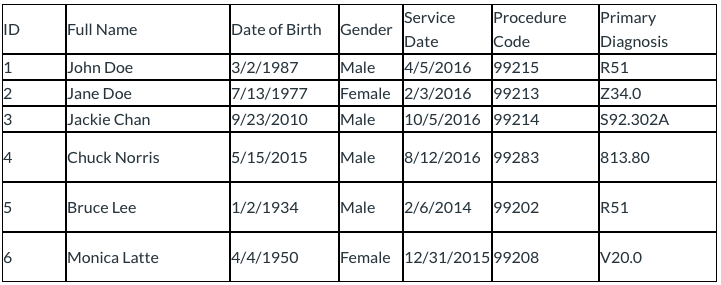 ID Full Name Date of Birth Gender Service Date Procedure Code Primary Diagnosis
1 John Doe 3/2/1987 Male 4/5/2016 99215 R51
2 Jane Doe 7/13/1977 Female 2/3/2016 99213 Z34.0
3 Jackie Chan 9/23/2010 Male 10/5/2016 99214 S92.302A
4 Chuck Norris 5/15/2015 Male 8/12/2016 99283 813.80
5 Bruce Lee 1/2/1934 Male 2/6/2014 99202 R51
6 Monica Latte 4/4/1950 Female 12/31/2015 99208 V20.0